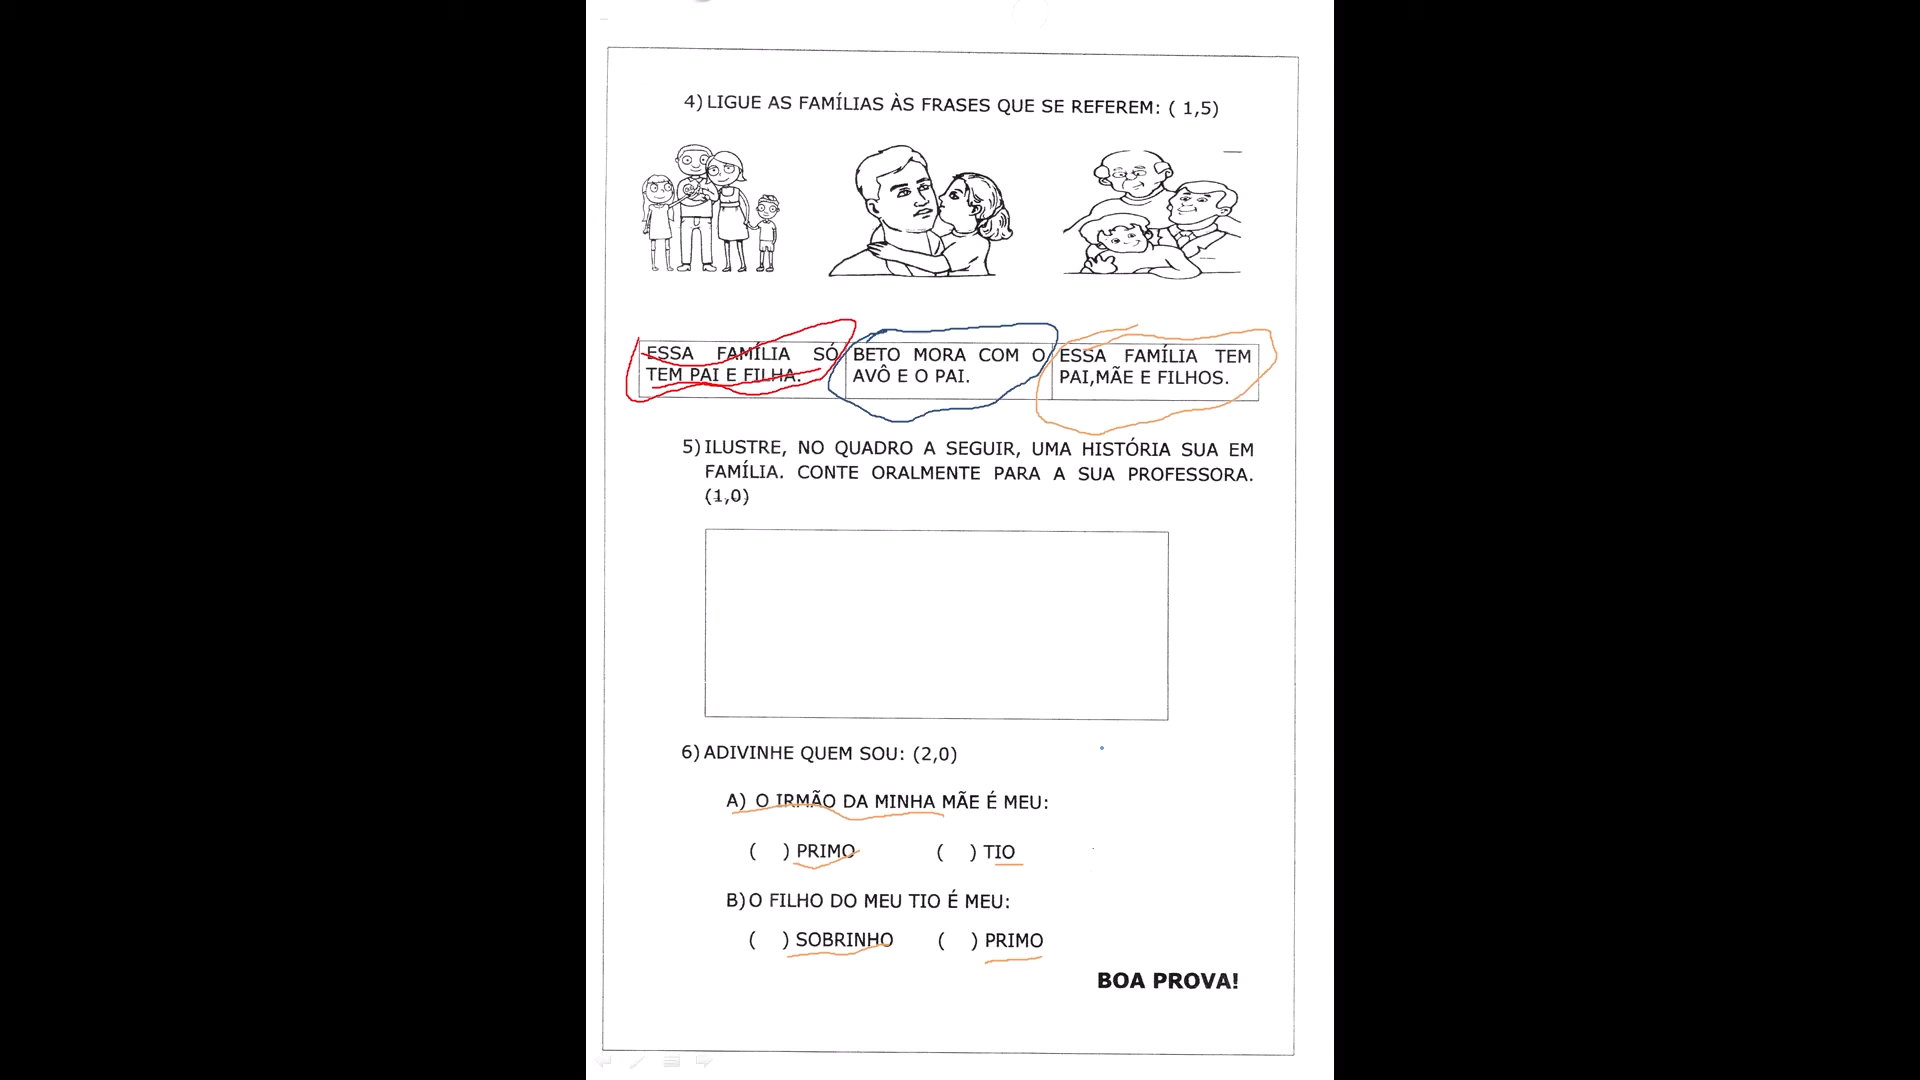 4) LIGUE AS FAMÍLIAS ÀS FRASES QUE SE REFEREM: ( 1,5)
ESSA FAMÍLIA SÓ
TEM PAI E FILHA.
BETO MORA COM O
AVÔ E O PAI.
ESSA FAMÍLIA TEM
PAI,MÃE E FILHOS.
5) ILUSTRE, NO QUADRO A SEGUIR, UMA HISTÓRIA SUA EM
FAMÍLIA. CONTE ORALMENTE PARA A SUA PROFESSORA.
(1,0)
6) ADIVINHE QUEM SOU: (2,0)
A) O IRMÃO DA MINHA MÃE É MEU:
( ) PRIMO ( ) TIO
B) O FILHO DO MEU TIO É MEU:
( ) SOBRINHO ( ) PRIMO
BOA PROVA!